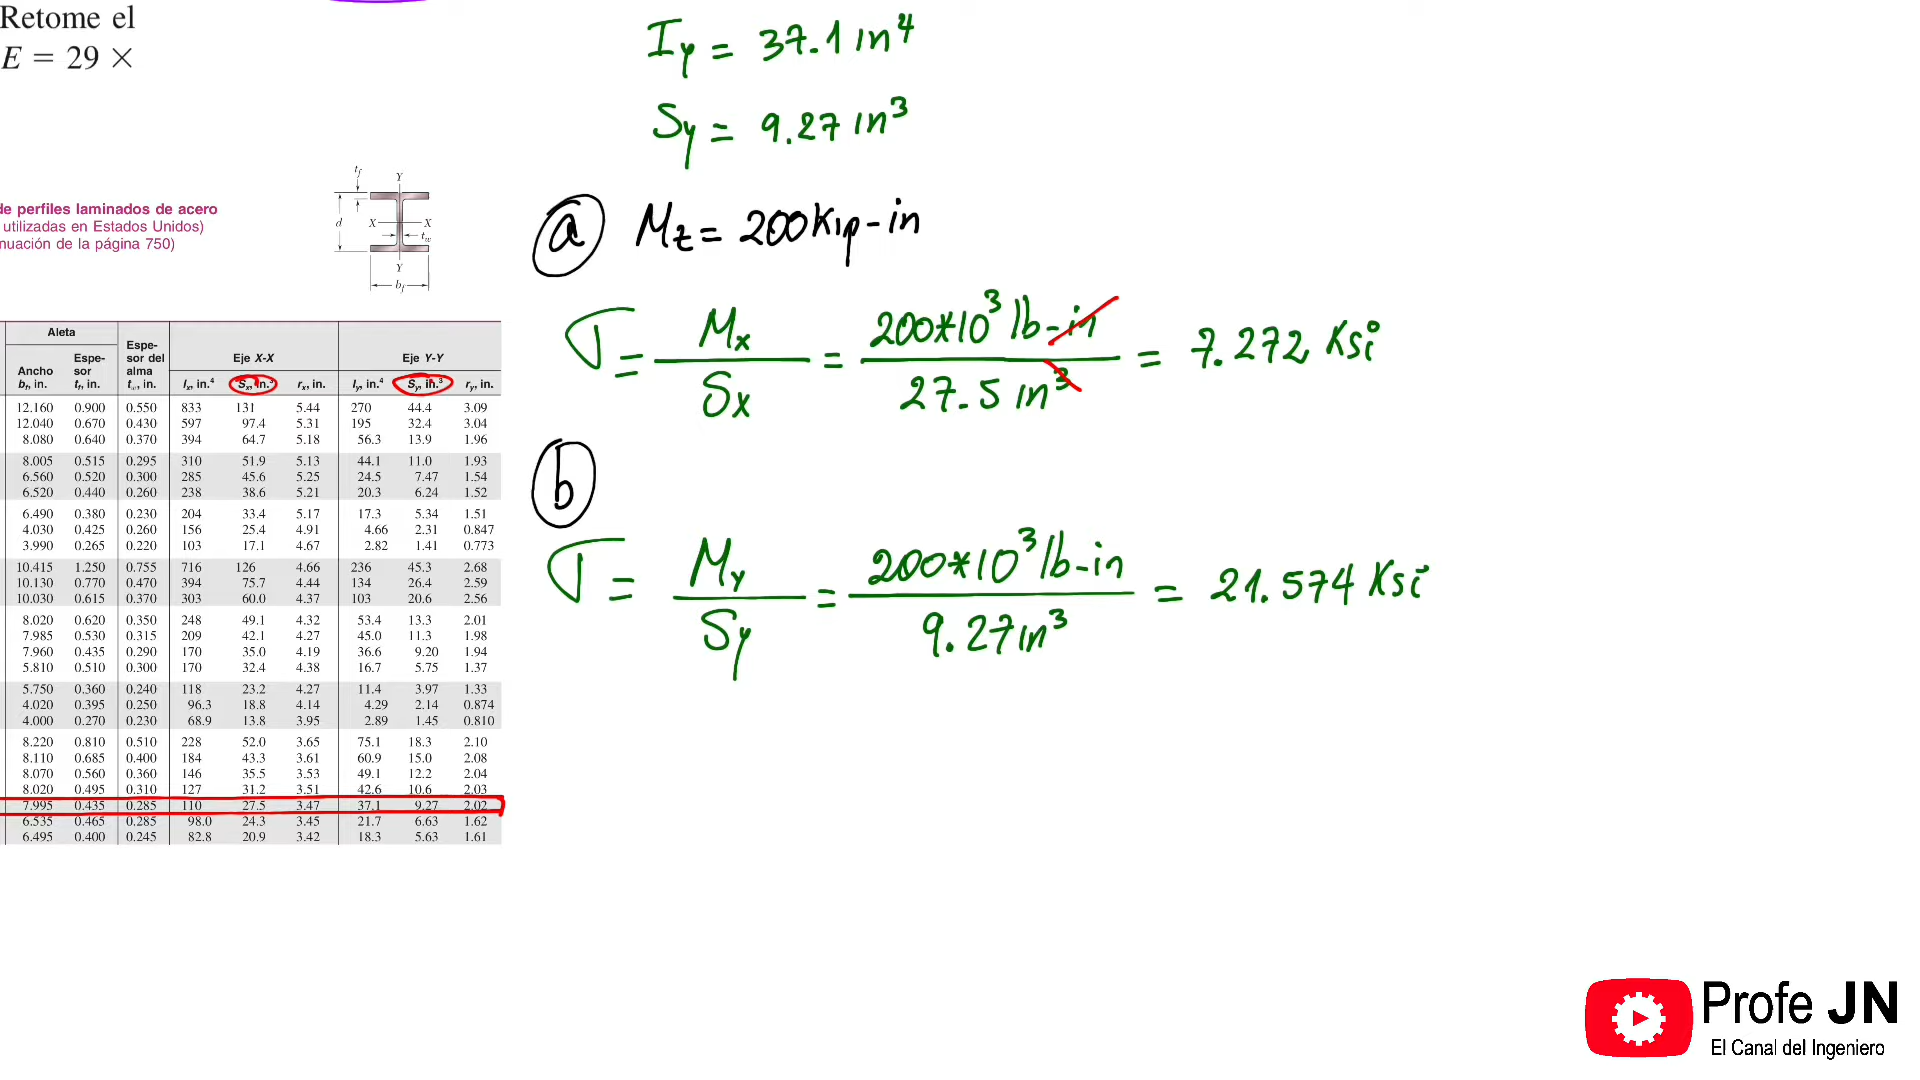 Retome el
E = 29 ×
I_y = 37.1 in⁴
S_y = 9.27 in³
de perfiles laminados de acero
utilizadas en Estados Unidos)
nuación de la página 750)
t_f
Y
d
X
X
t_w
Y
b_f
(a) M_z = 200 Kip-in
σ = M_x / S_x = 200*10³ lb-in / 27.5 in³ = 7.272 Ksi
(b)
σ = M_y / S_y = 200*10³ lb-in / 9.27 in³ = 21.574 Ksi
Aleta
Ancho b_f, in. Espesor t_f, in. Espesor del alma t_w, in. Eje X-X Eje Y-Y
I_x, in.⁴ S_x, in.³ r_x, in. I_y, in.⁴ S_y, in.³ r_y, in.
12.160 0.900 0.550 833 131 5.44 270 44.4 3.09
12.040 0.670 0.430 597 97.4 5.31 195 32.4 3.04
8.080 0.640 0.370 394 64.7 5.18 56.3 13.9 1.96
8.005 0.515 0.295 310 51.9 5.13 44.1 11.0 1.93
6.560 0.520 0.300 285 45.6 5.25 24.5 7.47 1.54
6.520 0.440 0.260 238 38.6 5.21 20.3 6.24 1.52
6.490 0.380 0.230 204 33.4 5.17 17.3 5.34 1.51
4.030 0.425 0.260 156 25.4 4.91 4.66 2.31 0.847
3.990 0.265 0.220 103 17.1 4.67 2.82 1.41 0.773
10.415 1.250 0.755 716 126 4.66 236 45.3 2.68
10.130 0.770 0.470 394 75.7 4.44 134 26.4 2.59
10.030 0.615 0.370 303 60.0 4.37 103 20.6 2.56
8.020 0.620 0.350 248 49.1 4.32 53.4 13.3 2.01
7.985 0.530 0.315 209 42.1 4.27 45.0 11.3 1.98
7.960 0.435 0.290 170 35.0 4.19 36.6 9.20 1.94
5.810 0.510 0.300 170 32.4 4.38 16.7 5.75 1.37
5.750 0.360 0.240 118 23.2 4.27 11.4 3.97 1.33
4.020 0.395 0.250 96.3 18.8 4.14 4.29 2.14 0.874
4.000 0.270 0.230 68.9 13.8 3.95 2.89 1.45 0.810
8.220 0.810 0.510 228 52.0 3.65 75.1 18.3 2.10
8.110 0.685 0.400 184 43.3 3.61 60.9 15.0 2.08
8.070 0.560 0.360 146 35.5 3.53 49.1 12.2 2.04
8.020 0.495 0.310 127 31.2 3.51 42.6 10.6 2.03
7.995 0.435 0.285 110 27.5 3.47 37.1 9.27 2.02
6.535 0.465 0.285 98.0 24.3 3.45 21.7 6.63 1.62
6.495 0.400 0.245 82.8 20.9 3.42 18.3 5.63 1.61
Profe JN
El Canal del Ingeniero